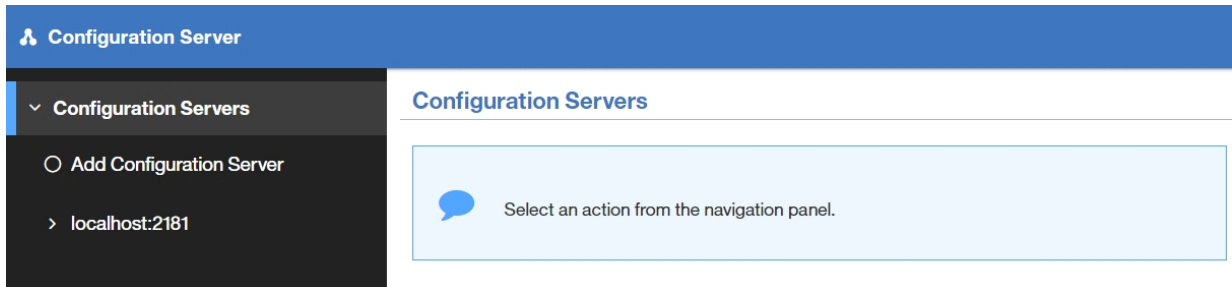 Configuration Server
Configuration Servers
Add Configuration Server
localhost:2181
Configuration Servers
Select an action from the navigation panel.